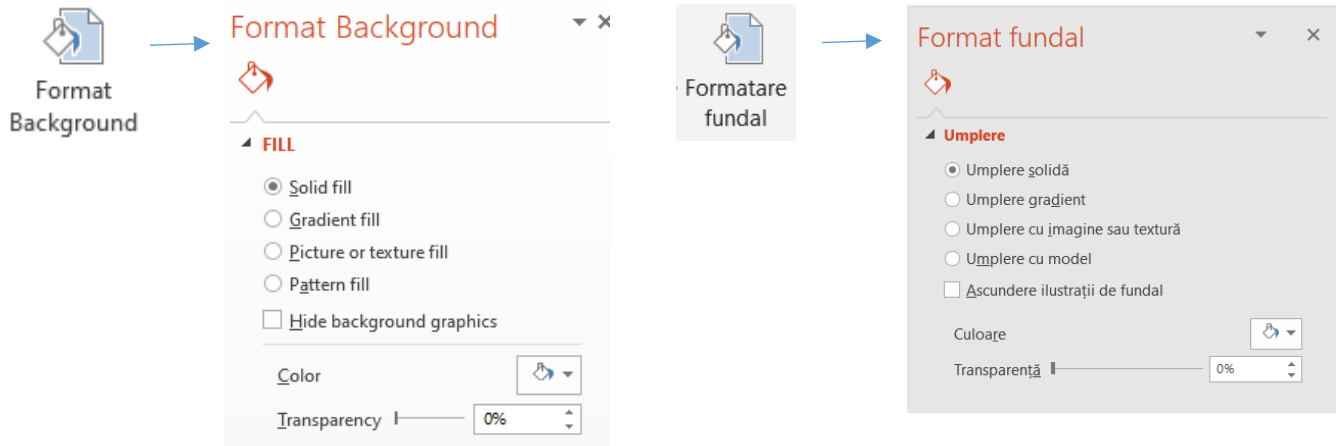 Format
Background
Format Background
FILL
Solid fill
Gradient fill
Picture or texture fill
Pattern fill
Hide background graphics
Color
Transparency
0%
Formatare
fundal
Format fundal
Umplere
Umplere solidă
Umplere gradient
Umplere cu imagine sau textură
Umplere cu model
Ascundere ilustrații de fundal
Culoare
Transparență
0%